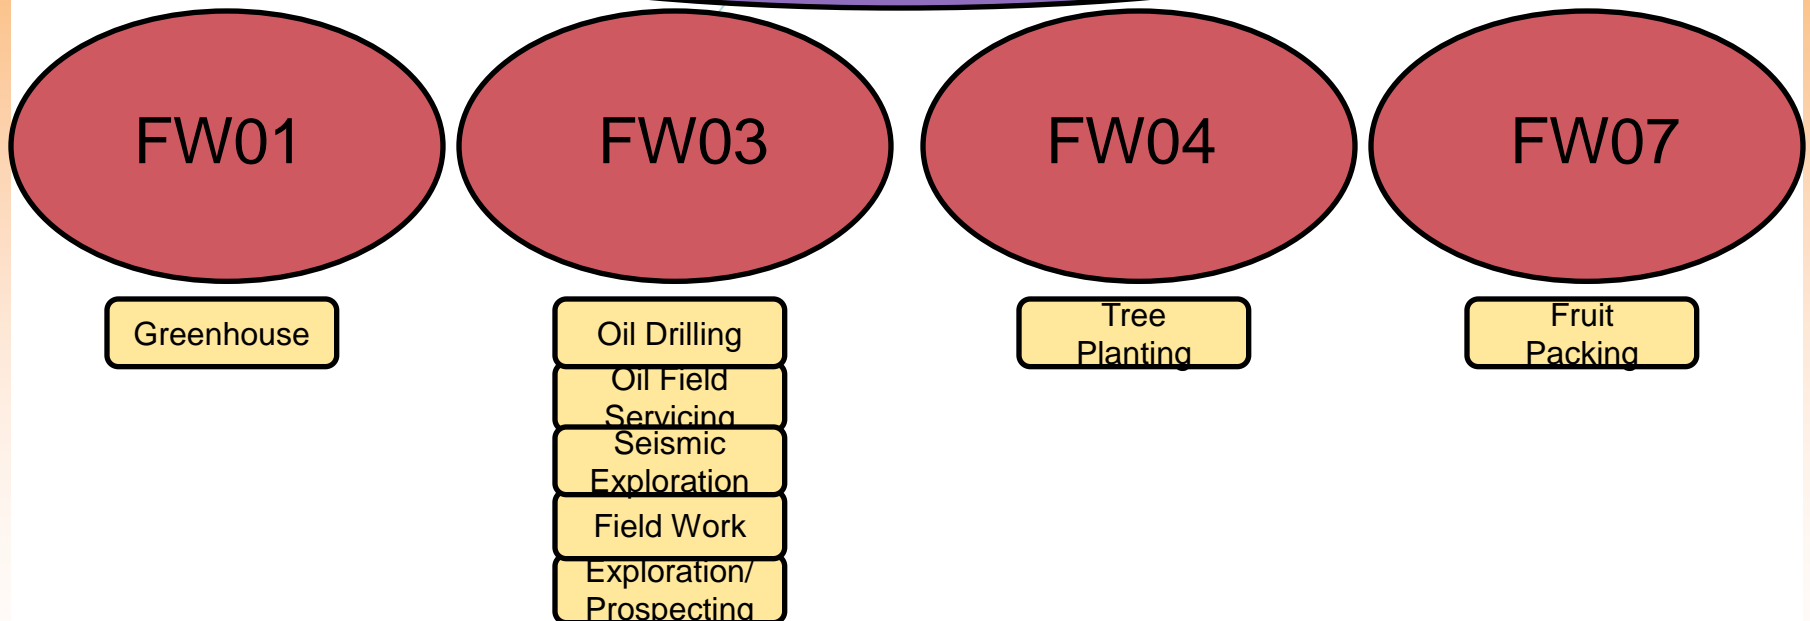 FW01
FW03
FW04
FW07
Greenhouse
Oil Drilling
Oil Field
Servicing
Seismic
Exploration
Field Work
Exploration/
Prospecting
Tree
Planting
Fruit
Packing